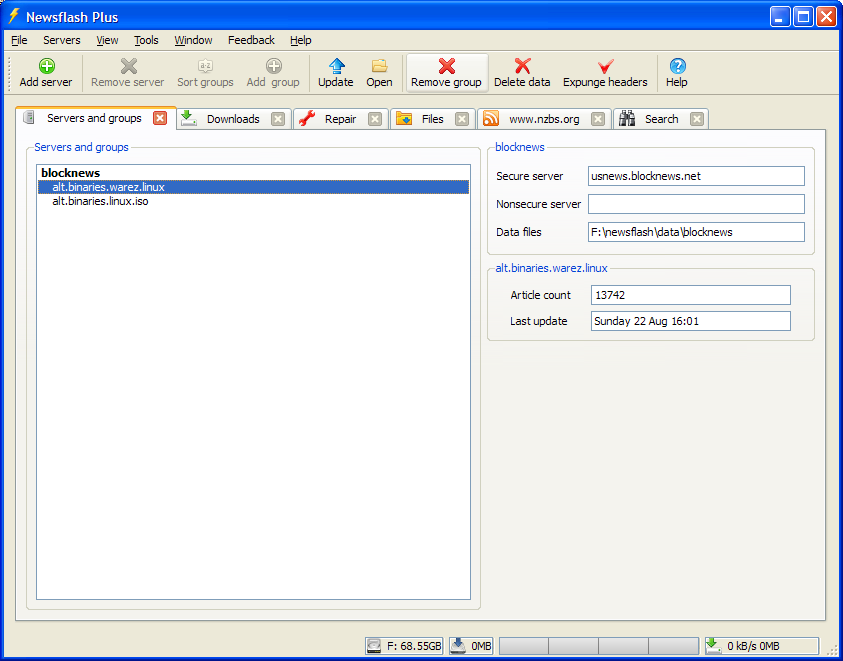 Newsflash Plus
File Servers View Tools Window Feedback Help
Add server Remove server Sort groups Add group Update Open Remove group Delete data Expunge headers Help
Servers and groups Downloads Repair Files www.nzbs.org Search
Servers and groups
blocknews
alt.binaries.warez.linux
alt.binaries.linux.iso
blocknews
Secure server usnews.blocknews.net
Nonsecure server
Data files F:\newsflash\data\blocknews
alt.binaries.warez.linux
Article count 13742
Last update Sunday 22 Aug 16:01
F: 68.55GB 0MB 0 kB/s 0MB